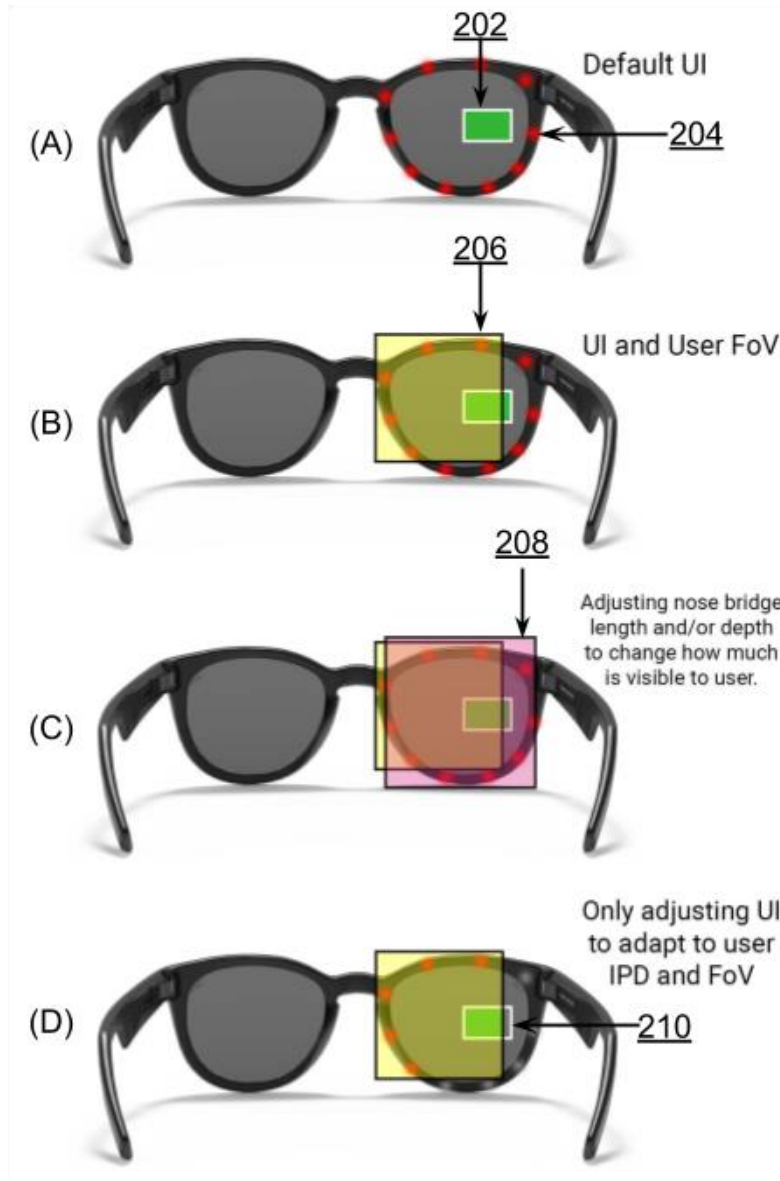 202
Default UI
(A)
204
206
UI and User FoV
(B)
208
Adjusting nose bridge
length and/or depth
to change how much
is visible to user.
(C)
Only adjusting UI
to adapt to user
IPD and FoV
(D)
210